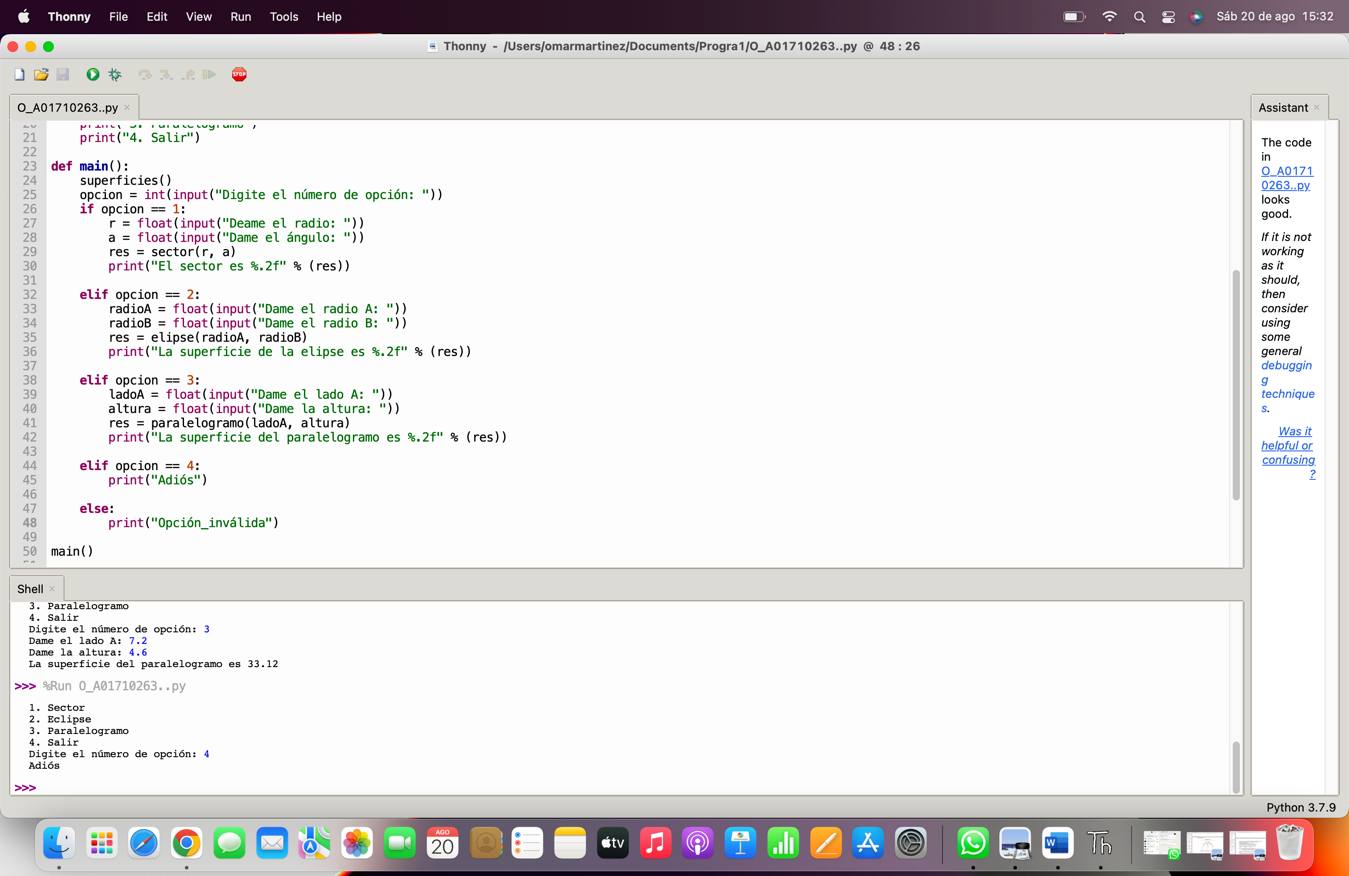 Thonny File Edit View Run Tools Help Sáb 20 de ago 15:32
Thonny - /Users/omarmartinez/Documents/Progra1/O_A01710263..py @ 48 : 26
STOP
O_A01710263..py ×
20 print("3. Paralelogramo")
21 print("4. Salir")
22
23 def main():
24 superficies()
25 opcion = int(input("Digite el número de opción: "))
26 if opcion == 1:
27 r = float(input("Deame el radio: "))
28 a = float(input("Dame el ángulo: "))
29 res = sector(r, a)
30 print("El sector es %.2f" % (res))
31
32 elif opcion == 2:
33 radioA = float(input("Dame el radio A: "))
34 radioB = float(input("Dame el radio B: "))
35 res = elipse(radioA, radioB)
36 print("La superficie de la elipse es %.2f" % (res))
37
38 elif opcion == 3:
39 ladoA = float(input("Dame el lado A: "))
40 altura = float(input("Dame la altura: "))
41 res = paralelogramo(ladoA, altura)
42 print("La superficie del paralelogramo es %.2f" % (res))
43
44 elif opcion == 4:
45 print("Adiós")
46
47 else:
48 print("Opción_inválida")
49
50 main()
51
Shell ×
3. Paralelogramo
4. Salir
Digite el número de opción: 3
Dame el lado A: 7.2
Dame la altura: 4.6
La superficie del paralelogramo es 33.12
>>> %Run O_A01710263..py
1. Sector
2. Eclipse
3. Paralelogramo
4. Salir
Digite el número de opción: 4
Adiós
>>>
Assistant ×
The code
in
O_A0171
0263..py
looks
good.
If it is not
working
as it
should,
then
consider
using
some
general
debuggin
g
technique
s.
Was it
helpful or
confusing
?
Python 3.7.9
AGO
20
tv
W
Th